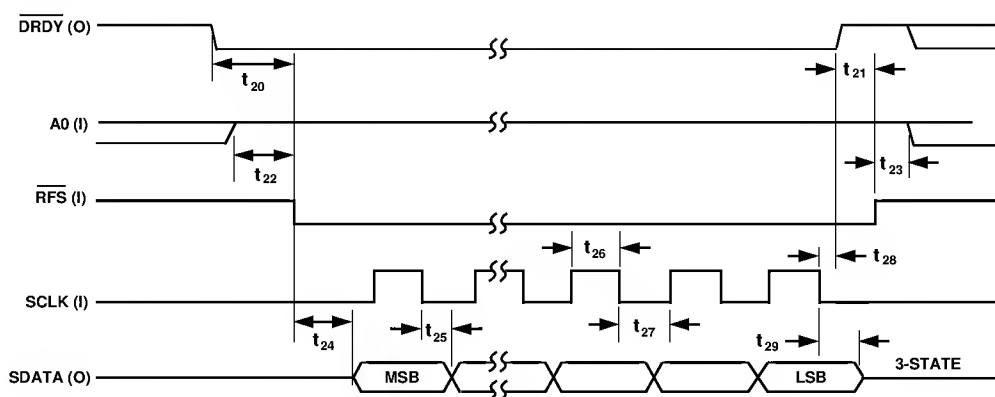 DRDY (O)
t20
t21
A0 (I)
t22
t23
RFS (I)
t26
t28
SCLK (I)
t24
t25
t27
t29
SDATA (O)
MSB
LSB
3-STATE